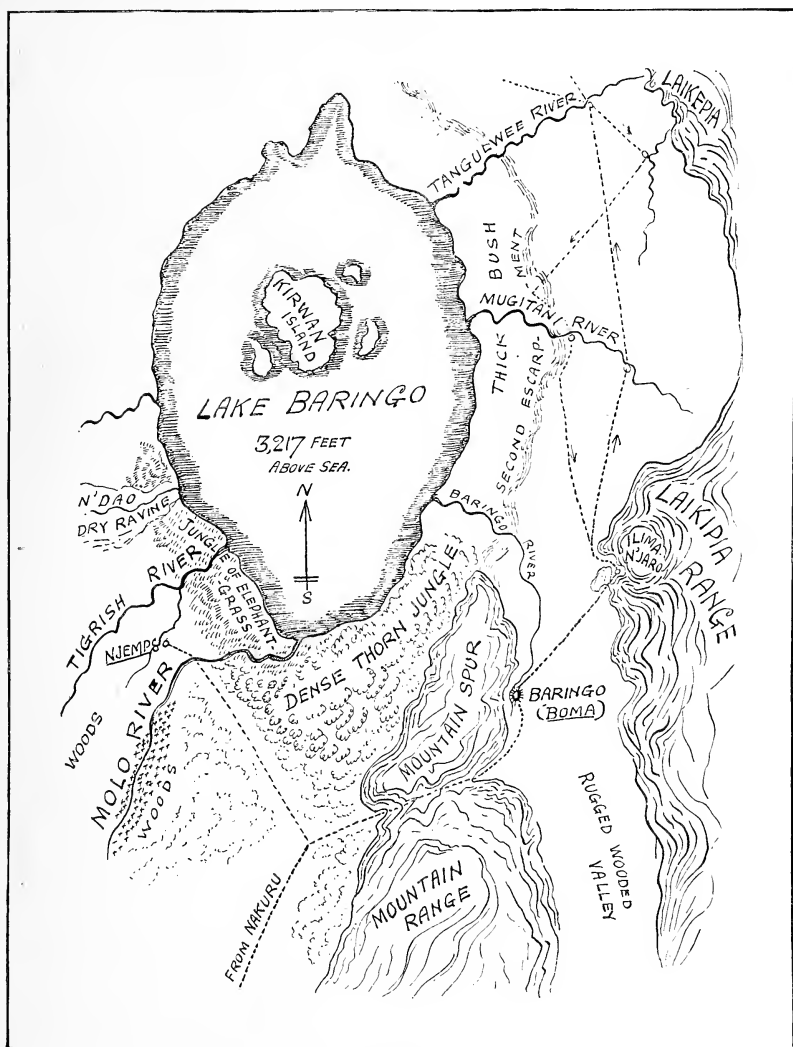 LAIKEPIA
TANGUEWEE RIVER
BUSH
MENT
MUGITANI RIVER
THICK
SECOND ESCARP-
KIRWAN
ISLAND
LAKE BARINGO
3,217 FEET
ABOVE SEA.
N
S
N'DAO
DRY RAVINE
JUNGLE OF ELEPHANT
GRASS
TIGRISH RIVER
BARINGO
RIVER
LAIKIPIA
RANGE
ILIMA
N'JARO
DENSE THORN JUNGLE
WOODS
MOLO RIVER
WOODS
MOUNTAIN SPUR
BARINGO
(BOMA)
RUGGED WOODED
VALLEY
MOUNTAIN
RANGE
FROM NAKURU